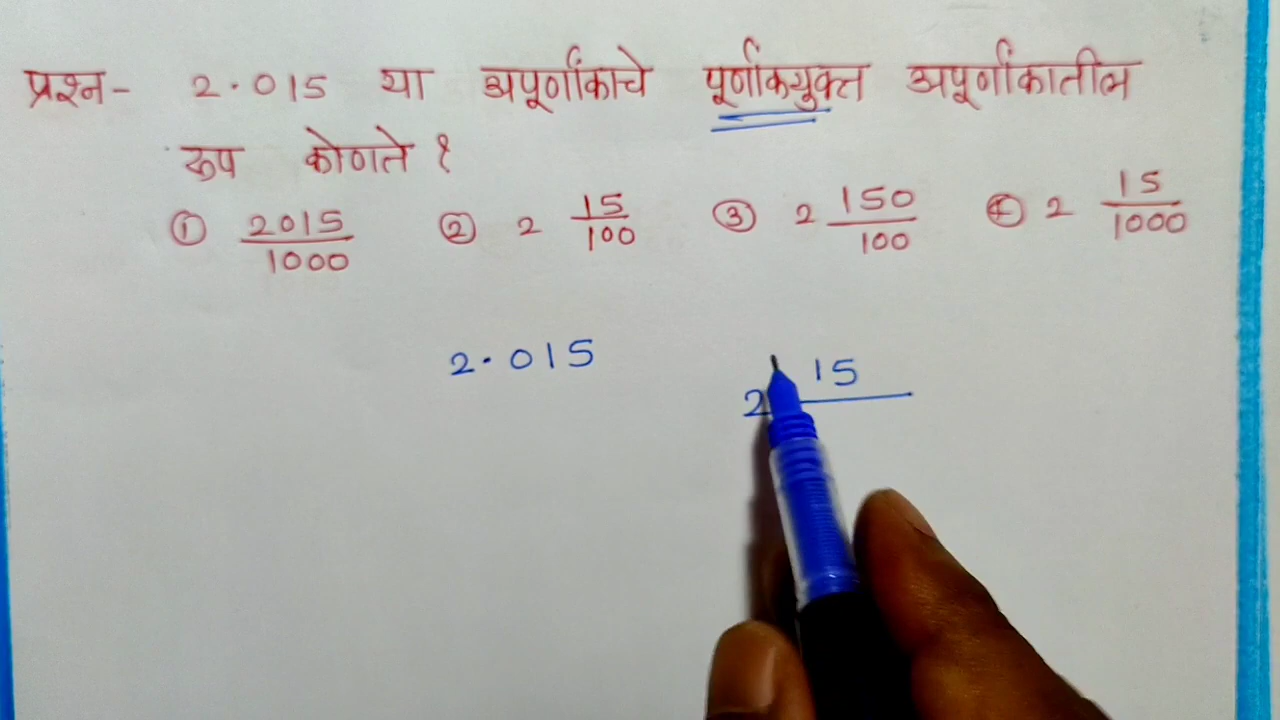 प्रश्न- 2.015 या अपूर्णांकाचे पूर्णांकयुक्त अपूर्णांकातील
रूप कोणते ?
① 2015/1000 ② 2 15/100 ③ 2 150/100 ④ 2 15/1000
2.015 2 15